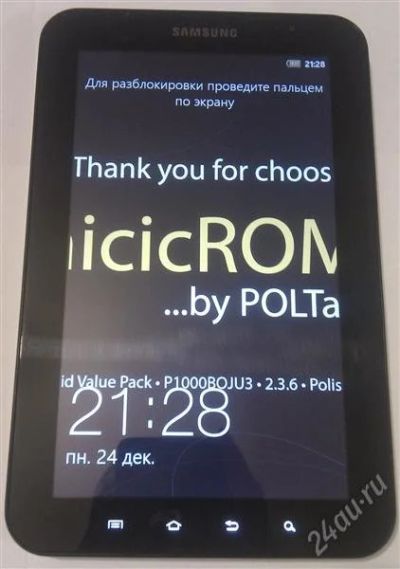 SAMSUNG
21:28
Для разблокировки проведите пальцем
по экрану
Thank you for choos
nicicROM
...by POLTa
id Value Pack • P1000BOJU3 • 2.3.6 • Polis
21:28
пн. 24 дек.
24au.ru